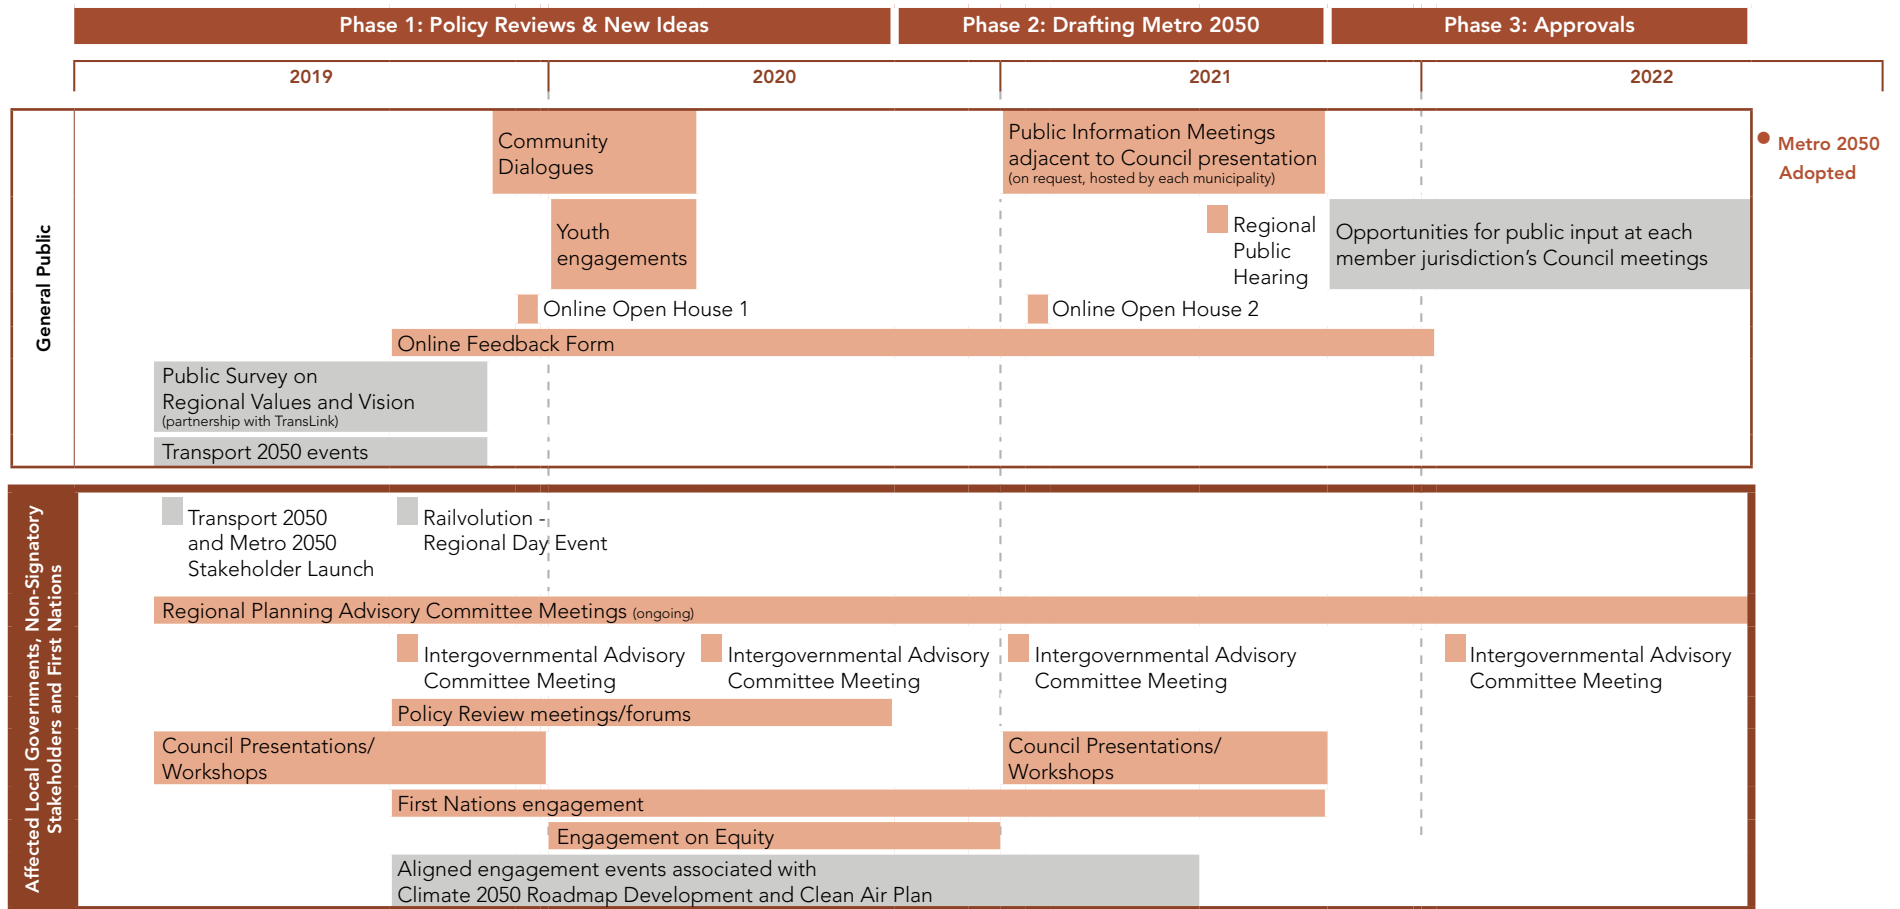 Phase 1: Policy Reviews & New Ideas
Phase 2: Drafting Metro 2050
Phase 3: Approvals
2019
2020
2021
2022
General Public
Community
Dialogues
Public Information Meetings
adjacent to Council presentation
(on request, hosted by each municipality)
Metro 2050
Adopted
Youth
engagements
Regional
Public
Hearing
Opportunities for public input at each
member jurisdiction's Council meetings
Online Open House 1
Online Open House 2
Online Feedback Form
Public Survey on
Regional Values and Vision
(partnership with TransLink)
Transport 2050 events
Affected Local Governments, Non-Signatory
Stakeholders and First Nations
Transport 2050
and Metro 2050
Stakeholder Launch
Railvolution -
Regional Day Event
Regional Planning Advisory Committee Meetings (ongoing)
Intergovernmental Advisory
Committee Meeting
Intergovernmental Advisory
Committee Meeting
Intergovernmental Advisory
Committee Meeting
Intergovernmental Advisory
Committee Meeting
Policy Review meetings/forums
Council Presentations/
Workshops
Council Presentations/
Workshops
First Nations engagement
Engagement on Equity
Aligned engagement events associated with
Climate 2050 Roadmap Development and Clean Air Plan